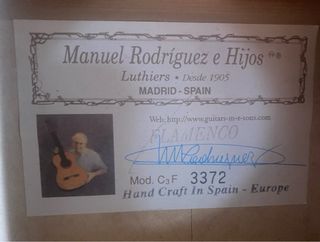 Manuel Rodríguez e Hijos ®
Luthiers • Desde 1905
MADRID - SPAIN
Web; http://www.guitars-m-r-sons.com
FLAMENCO
Mod. C3F 3372
Hand Craft In Spain - Europe